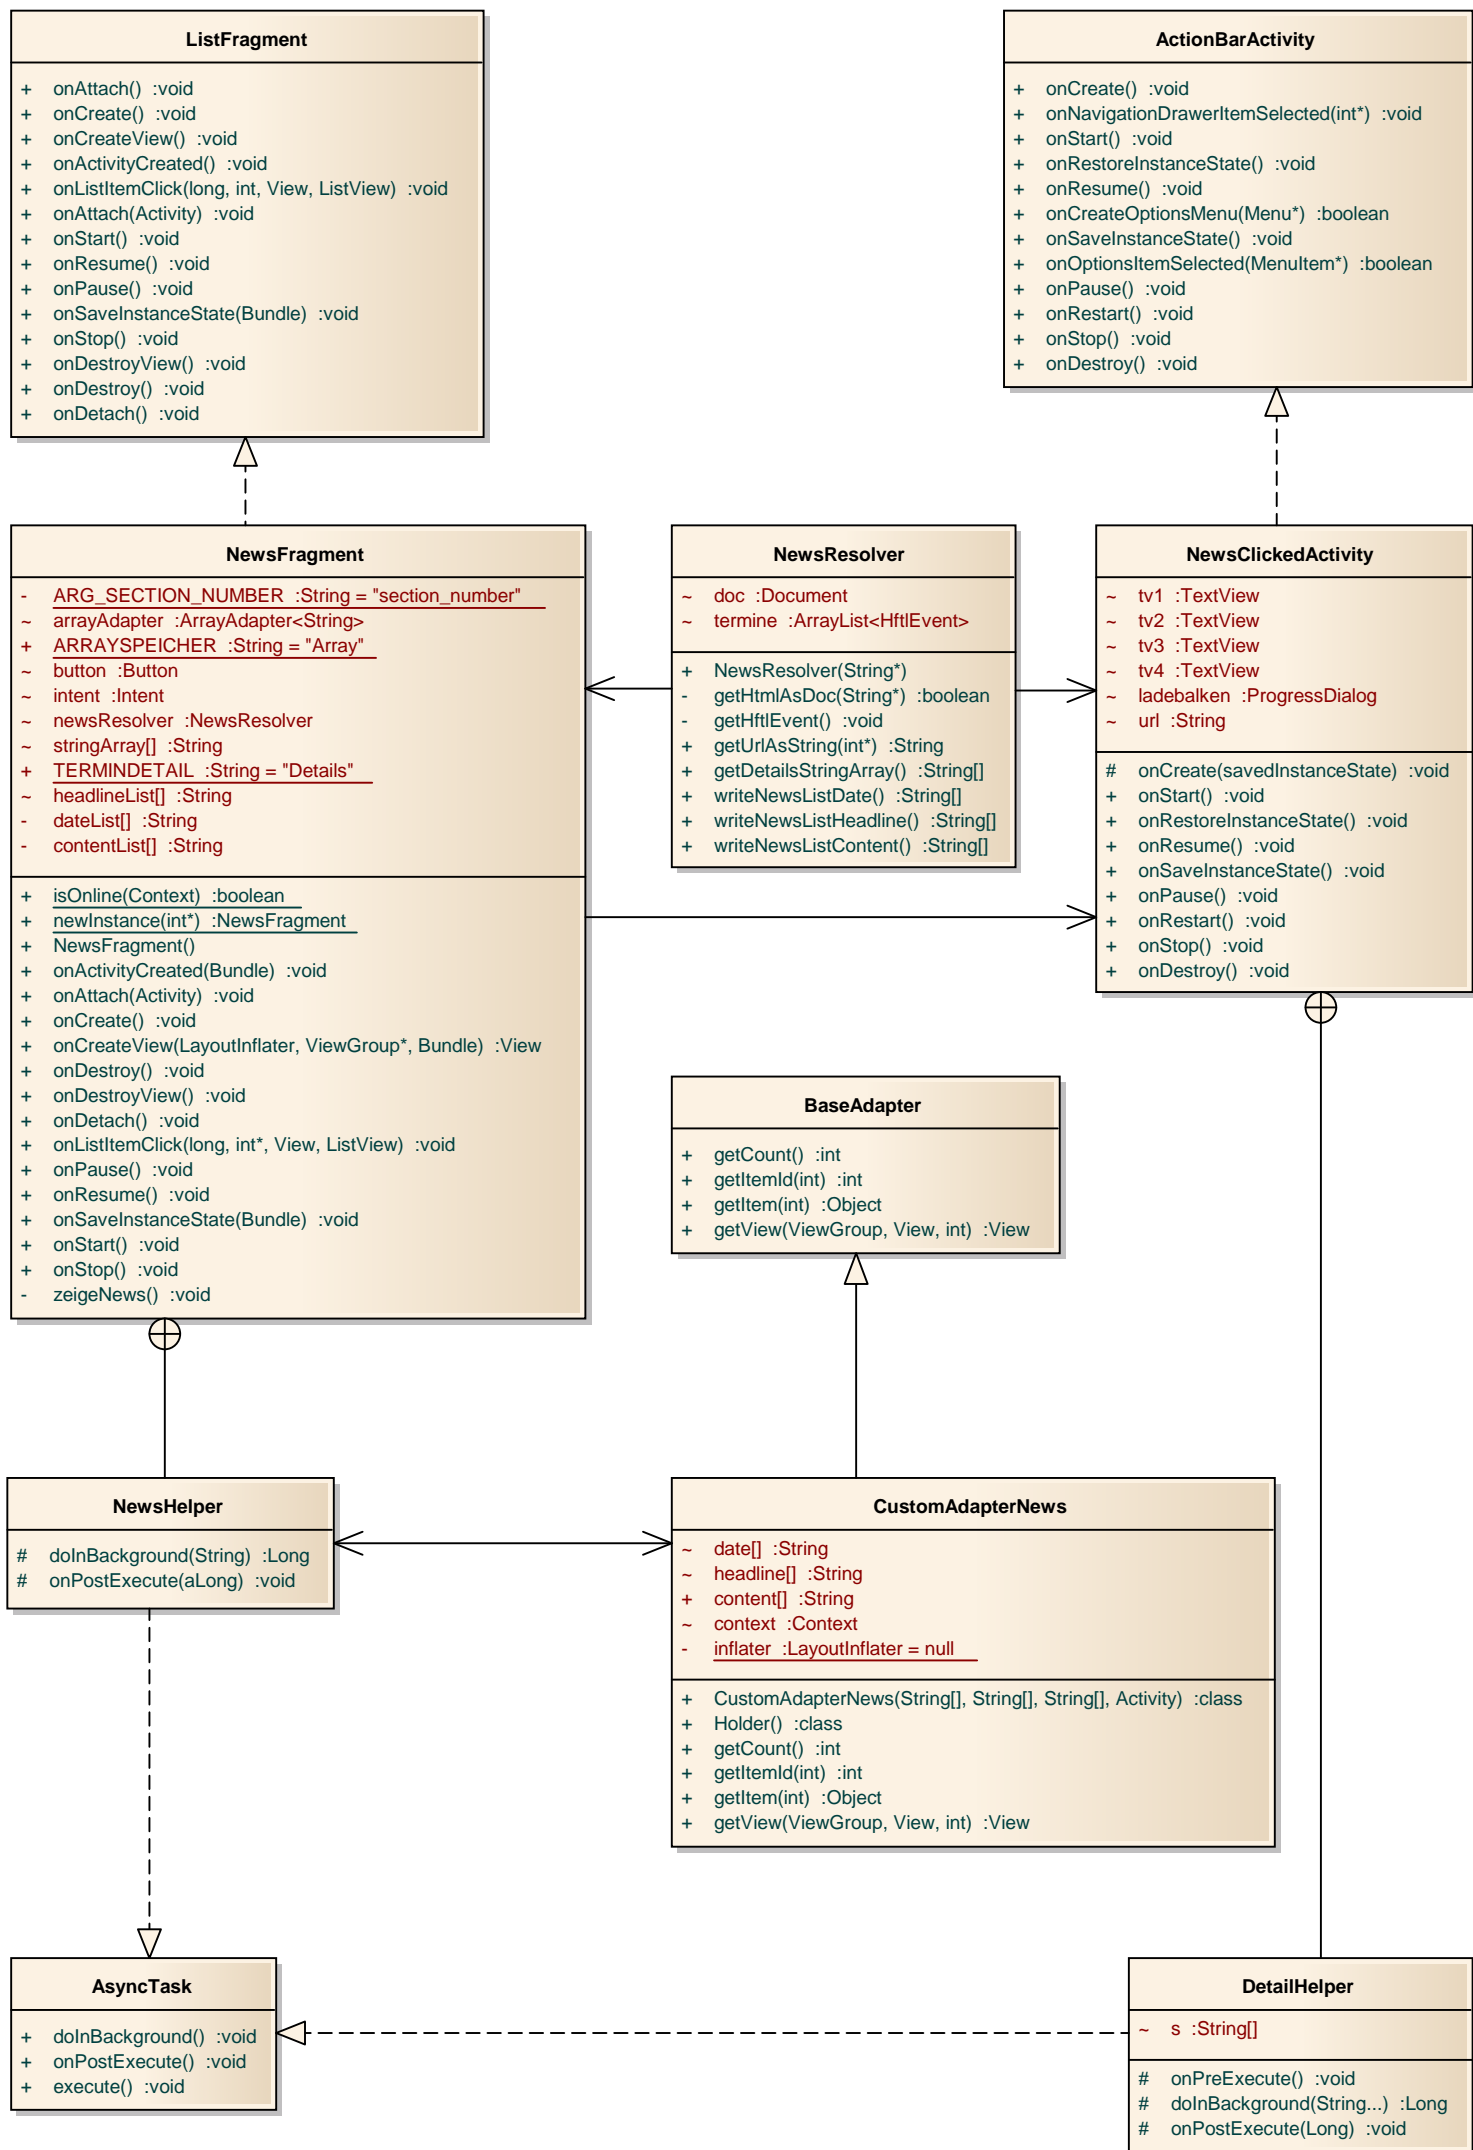 ListFragment
+ onAttach() :void
+ onCreate() :void
+ onCreateView() :void
+ onActivityCreated() :void
+ onListItemClick(long, int, View, ListView) :void
+ onAttach(Activity) :void
+ onStart() :void
+ onResume() :void
+ onPause() :void
+ onSaveInstanceState(Bundle) :void
+ onStop() :void
+ onDestroyView() :void
+ onDestroy() :void
+ onDetach() :void
ActionBarActivity
+ onCreate() :void
+ onNavigationDrawerItemSelected(int*) :void
+ onStart() :void
+ onRestoreInstanceState() :void
+ onResume() :void
+ onCreateOptionsMenu(Menu*) :boolean
+ onSaveInstanceState() :void
+ onOptionsItemSelected(MenuItem*) :boolean
+ onPause() :void
+ onRestart() :void
+ onStop() :void
+ onDestroy() :void
NewsFragment
- ARG_SECTION_NUMBER :String = "section_number"
~ arrayAdapter :ArrayAdapter<String>
+ ARRAYSPEICHER :String = "Array"
~ button :Button
~ intent :Intent
~ newsResolver :NewsResolver
~ stringArray[] :String
+ TERMINDETAIL :String = "Details"
~ headlineList[] :String
- dateList[] :String
- contentList[] :String
+ isOnline(Context) :boolean
+ newInstance(int*) :NewsFragment
+ NewsFragment()
+ onActivityCreated(Bundle) :void
+ onAttach(Activity) :void
+ onCreate() :void
+ onCreateView(LayoutInflater, ViewGroup*, Bundle) :View
+ onDestroy() :void
+ onDestroyView() :void
+ onDetach() :void
+ onListItemClick(long, int*, View, ListView) :void
+ onPause() :void
+ onResume() :void
+ onSaveInstanceState(Bundle) :void
+ onStart() :void
+ onStop() :void
- zeigeNews() :void
NewsResolver
~ doc :Document
~ termine :ArrayList<HftlEvent>
+ NewsResolver(String*)
- getHtmlAsDoc(String*) :boolean
- getHftlEvent() :void
+ getUrlAsString(int*) :String
+ getDetailsStringArray() :String[]
+ writeNewsListDate() :String[]
+ writeNewsListHeadline() :String[]
+ writeNewsListContent() :String[]
NewsClickedActivity
~ tv1 :TextView
~ tv2 :TextView
~ tv3 :TextView
~ tv4 :TextView
~ ladebalken :ProgressDialog
~ url :String
# onCreate(savedInstanceState) :void
+ onStart() :void
+ onRestoreInstanceState() :void
+ onResume() :void
+ onSaveInstanceState() :void
+ onPause() :void
+ onRestart() :void
+ onStop() :void
+ onDestroy() :void
BaseAdapter
+ getCount() :int
+ getItemId(int) :int
+ getItem(int) :Object
+ getView(ViewGroup, View, int) :View
NewsHelper
# doInBackground(String) :Long
# onPostExecute(aLong) :void
CustomAdapterNews
~ date[] :String
~ headline[] :String
+ content[] :String
~ context :Context
- inflater :LayoutInflater = null
+ CustomAdapterNews(String[], String[], String[], Activity) :class
+ Holder() :class
+ getCount() :int
+ getItemId(int) :int
+ getItem(int) :Object
+ getView(ViewGroup, View, int) :View
AsyncTask
+ doInBackground() :void
+ onPostExecute() :void
+ execute() :void
DetailHelper
~ s :String[]
# onPreExecute() :void
# doInBackground(String...) :Long
# onPostExecute(Long) :void